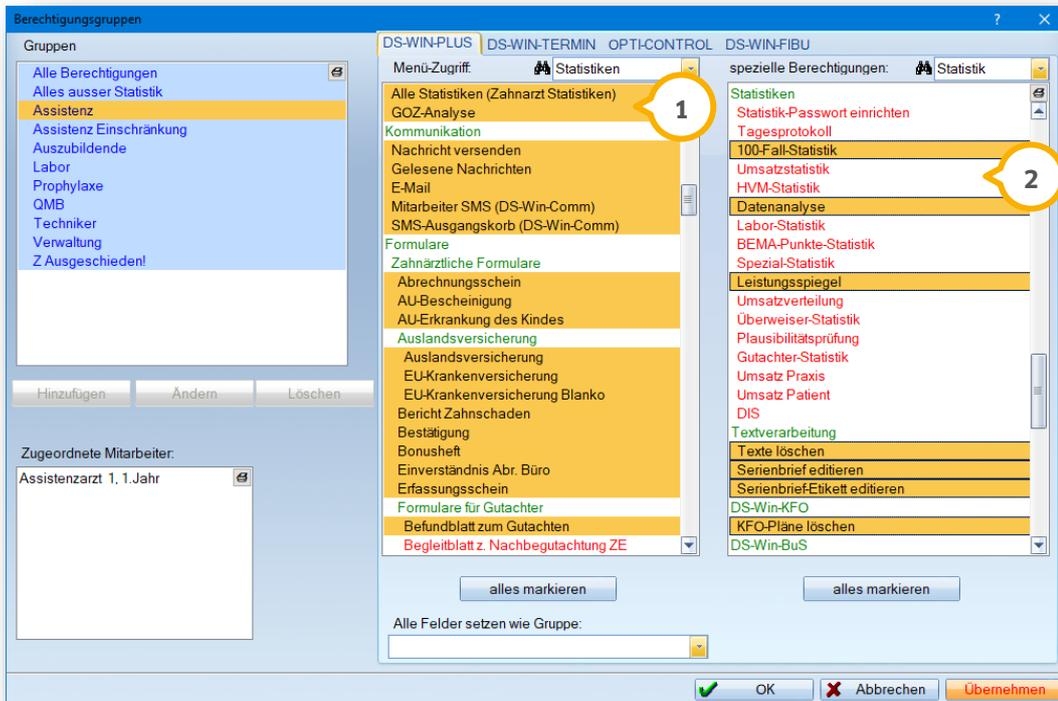 Berechtigungsgruppen
Gruppen
Alle Berechtigungen
Alles ausser Statistik
Assistenz
Assistenz Einschränkung
Auszubildende
Labor
Prophylaxe
QMB
Techniker
Verwaltung
Z Ausgeschieden!
Hinzufügen Ändern Löschen
Zugeordnete Mitarbeiter:
Assistenzarzt 1, 1.Jahr
DS-WIN-PLUS DS-WIN-TERMIN OPTI-CONTROL DS-WIN-FIBU
Menü-Zugriff: Statistiken
Alle Statistiken (Zahnarzt Statistiken)
GOZ-Analyse
1
Kommunikation
Nachricht versenden
Gelesene Nachrichten
E-Mail
Mitarbeiter SMS (DS-Win-Comm)
SMS-Ausgangskorb (DS-Win-Comm)
Formulare
Zahnärztliche Formulare
Abrechnungsschein
AU-Bescheinigung
AU-Erkrankung des Kindes
Auslandsversicherung
Auslandsversicherung
EU-Krankenversicherung
EU-Krankenversicherung Blanko
Bericht Zahnschaden
Bestätigung
Bonusheft
Einverständnis Abr. Büro
Erfassungsschein
Formulare für Gutachter
Befundblatt zum Gutachten
Begleitblatt z. Nachbegutachtung ZE
alles markieren
Alle Felder setzen wie Gruppe:
spezielle Berechtigungen: Statistik
Statistiken
Statistik-Passwort einrichten
Tagesprotokoll
100-Fall-Statistik
Umsatzstatistik
HVM-Statistik
2
Datenanalyse
Labor-Statistik
BEMA-Punkte-Statistik
Spezial-Statistik
Leistungsspiegel
Umsatzverteilung
Überweiser-Statistik
Plausibilitätsprüfung
Gutachter-Statistik
Umsatz Praxis
Umsatz Patient
DIS
Textverarbeitung
Texte löschen
Serienbrief editieren
Serienbrief-Etikett editieren
DS-Win-KFO
KFO-Pläne löschen
DS-Win-BuS
alles markieren
OK Abbrechen Übernehmen